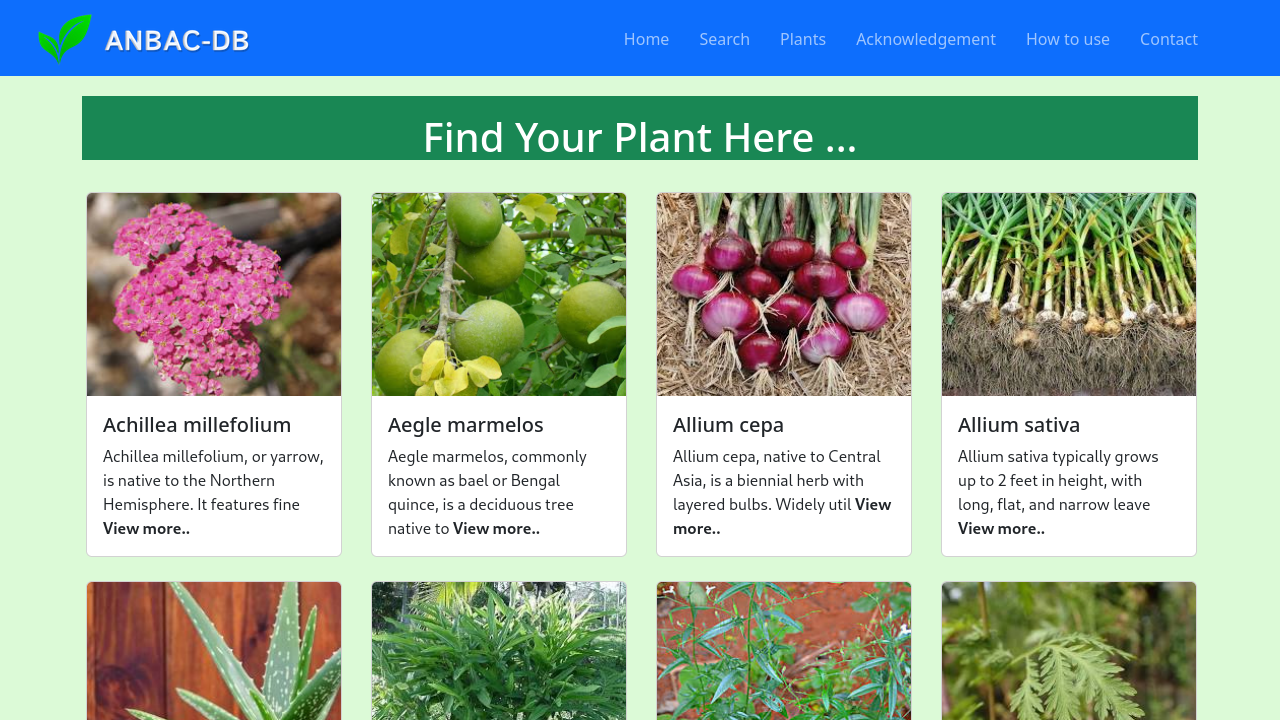 ANBAC-DB
Home Search Plants Acknowledgement How to use Contact
Find Your Plant Here ...
Achillea millefolium
Achillea millefolium, or yarrow,
is native to the Northern
Hemisphere. It features fine
View more..
Aegle marmelos
Aegle marmelos, commonly
known as bael or Bengal
quince, is a deciduous tree
native to View more..
Allium cepa
Allium cepa, native to Central
Asia, is a biennial herb with
layered bulbs. Widely util View
more..
Allium sativa
Allium sativa typically grows
up to 2 feet in height, with
long, flat, and narrow leave
View more..